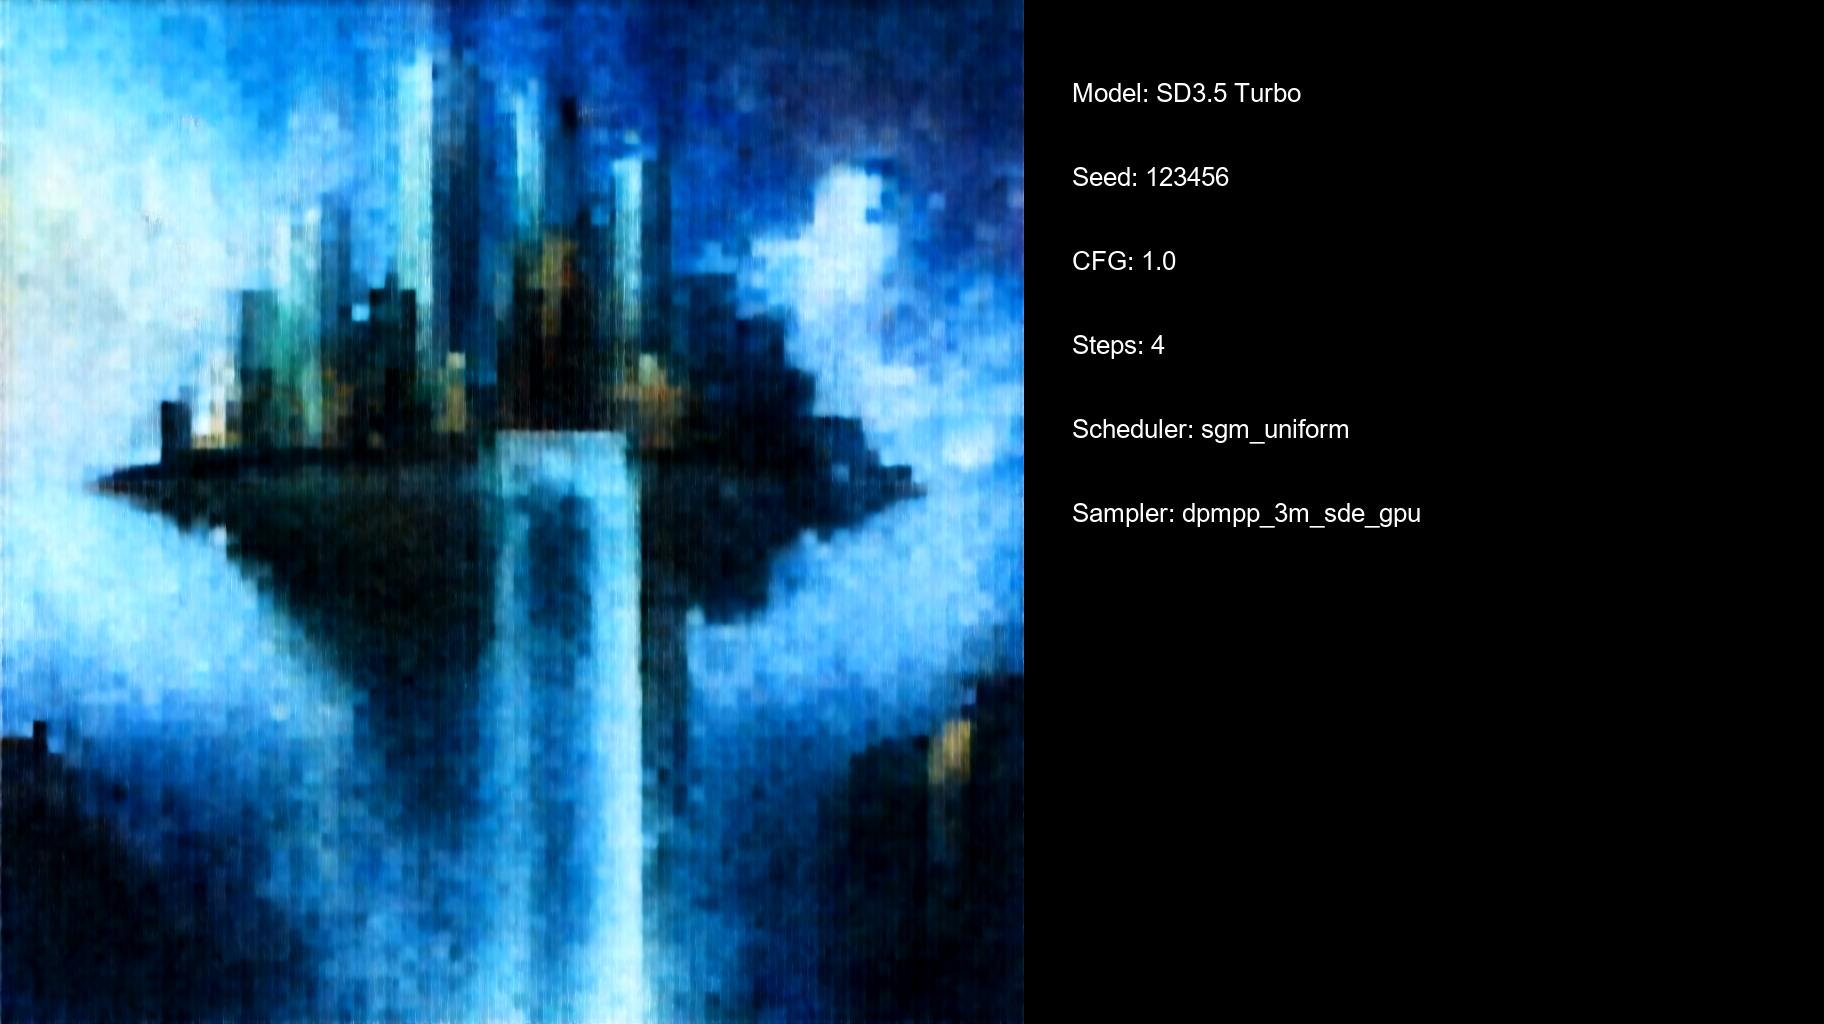 Model: SD3.5 Turbo
Seed: 123456
CFG: 1.0
Steps: 4
Scheduler: sgm_uniform
Sampler: dpmpp_3m_sde_gpu